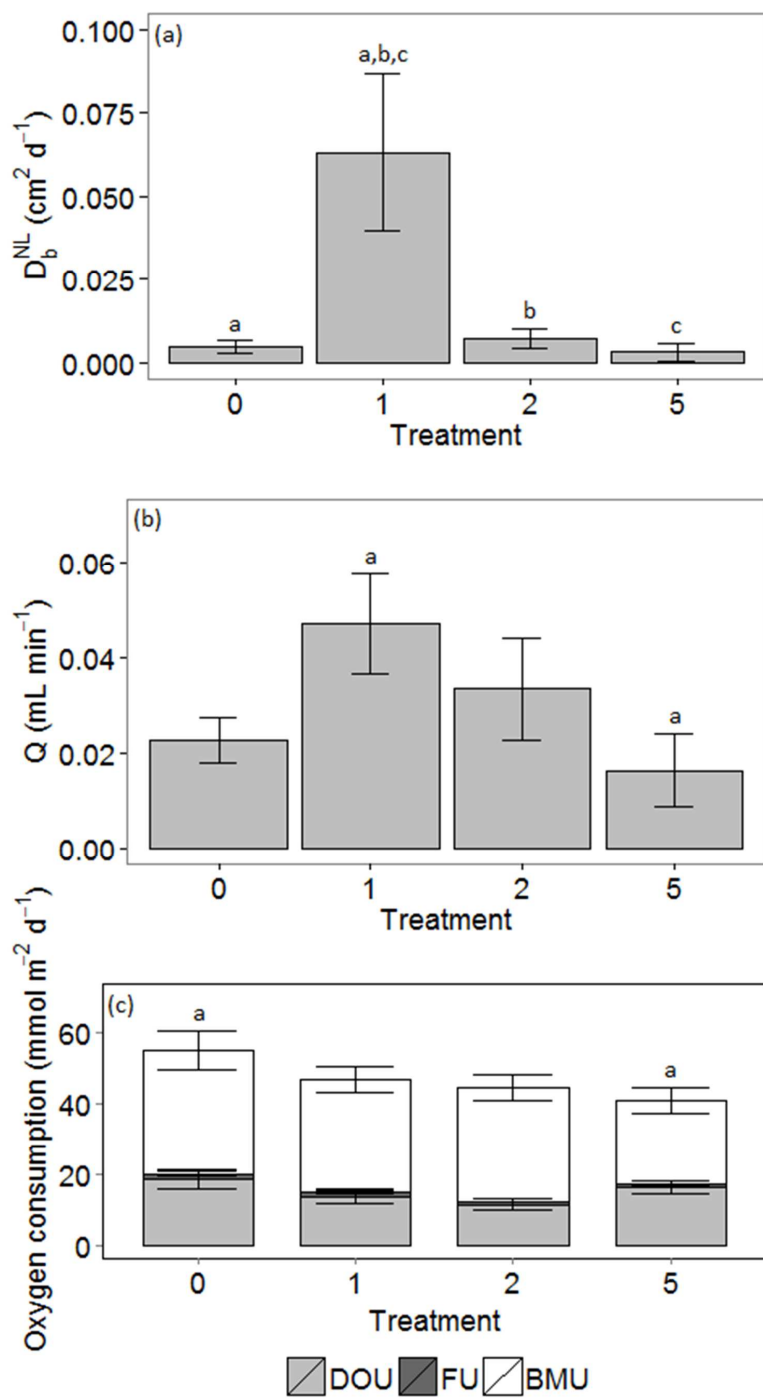 (a)
a,b,c
a
b
c
0.100
0.075
0.050
0.025
0.000
D_b^NL (cm² d⁻¹)
0 1 2 5
Treatment
(b)
a
a
0.06
0.04
0.02
0.00
Q (mL min⁻¹)
0 1 2 5
Treatment
(c)
a
a
60
40
20
0
Oxygen consumption (mmol m⁻² d⁻¹)
0 1 2 5
Treatment
DOU FU BMU